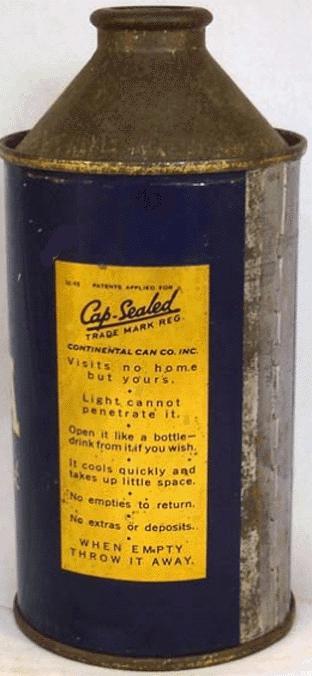 PATENTS APPLIED FOR
Cap-Sealed
TRADE MARK REG.
CONTINENTAL CAN CO. INC.
Visits no home
but yours.
Light cannot
penetrate it.
Open it like a bottle—
drink from it if you wish.
It cools quickly and
takes up little space.
No empties to return.
No extras or deposits.
WHEN EMPTY
THROW IT AWAY.